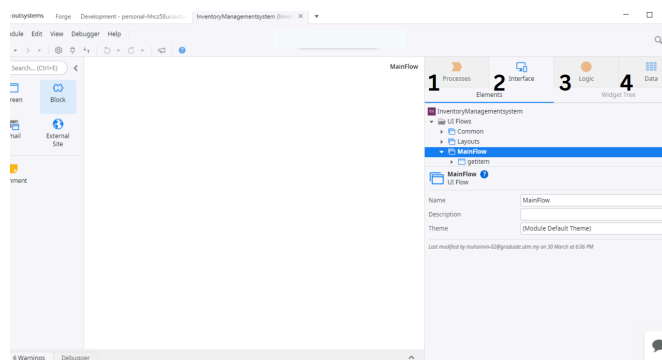 outsystems Forge Development - personal-hhcz58u InventoryManagementsystem (Inven
odule Edit View Debugger Help
Search... (Ctrl+E)
reen Block
mail External Site
mment
MainFlow
1 Processes 2 Interface 3 Logic 4 Data
Elements Widget Tree
InventoryManagementsystem
UI Flows
Common
Layouts
MainFlow
getitem
MainFlow
UI Flow
Name MainFlow
Description
Theme (Module Default Theme)
Last modified by muhaimin-02@graduate.utm.my on 30 March at 6:06 PM
6 Warnings Debugger